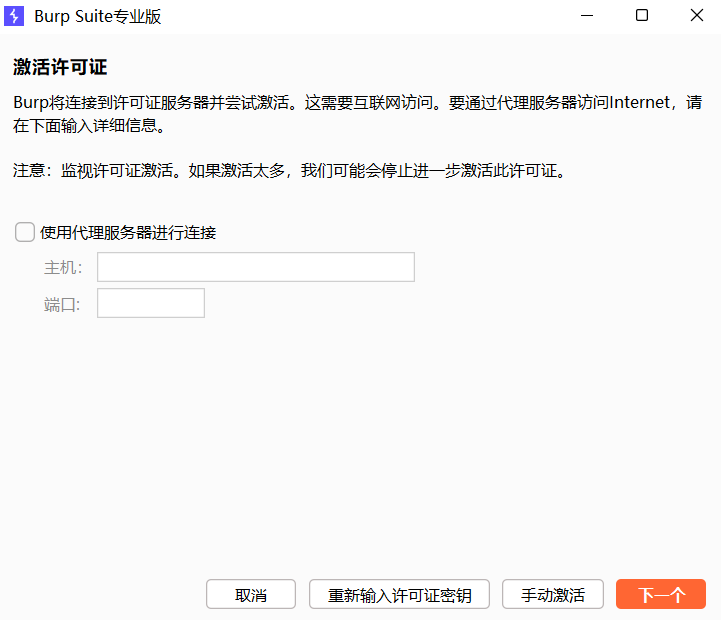 Burp Suite专业版
激活许可证
Burp将连接到许可证服务器并尝试激活。这需要互联网访问。要通过代理服务器访问Internet，请
在下面输入详细信息。
注意：监视许可证激活。如果激活太多，我们可能会停止进一步激活此许可证。
使用代理服务器进行连接
主机：
端口:
取消
重新输入许可证密钥
手动激活
下一个